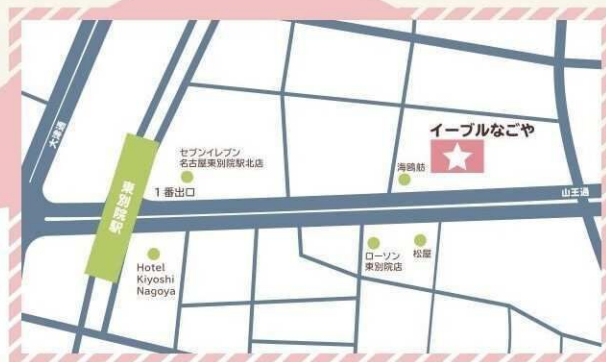 大津通
東別院駅
セブンイレブン
名古屋東別院駅北店
1番出口
イーブルなごや
海鴎舫
山王通
Hotel
Kiyoshi
Nagoya
ローソン
東別院店
松屋